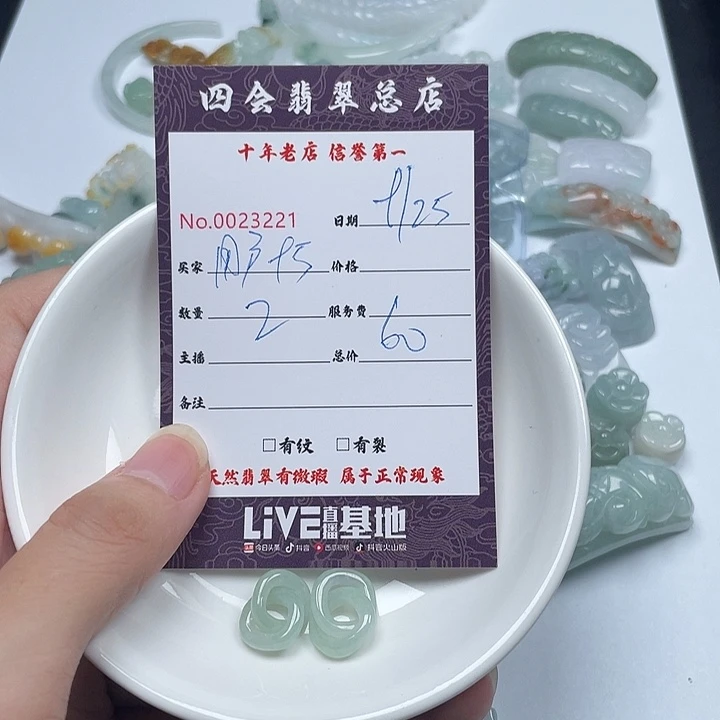 四会翡翠总店
十年老店 信誉第一
No.0023221 日期
买家 价格
数量 2 服务费 60
主播 总价
备注
□有纹 □有裂
天然翡翠有微瑕 属于正常现象
LiVE直播基地
今日头条 抖音 西瓜视频 抖音火山版